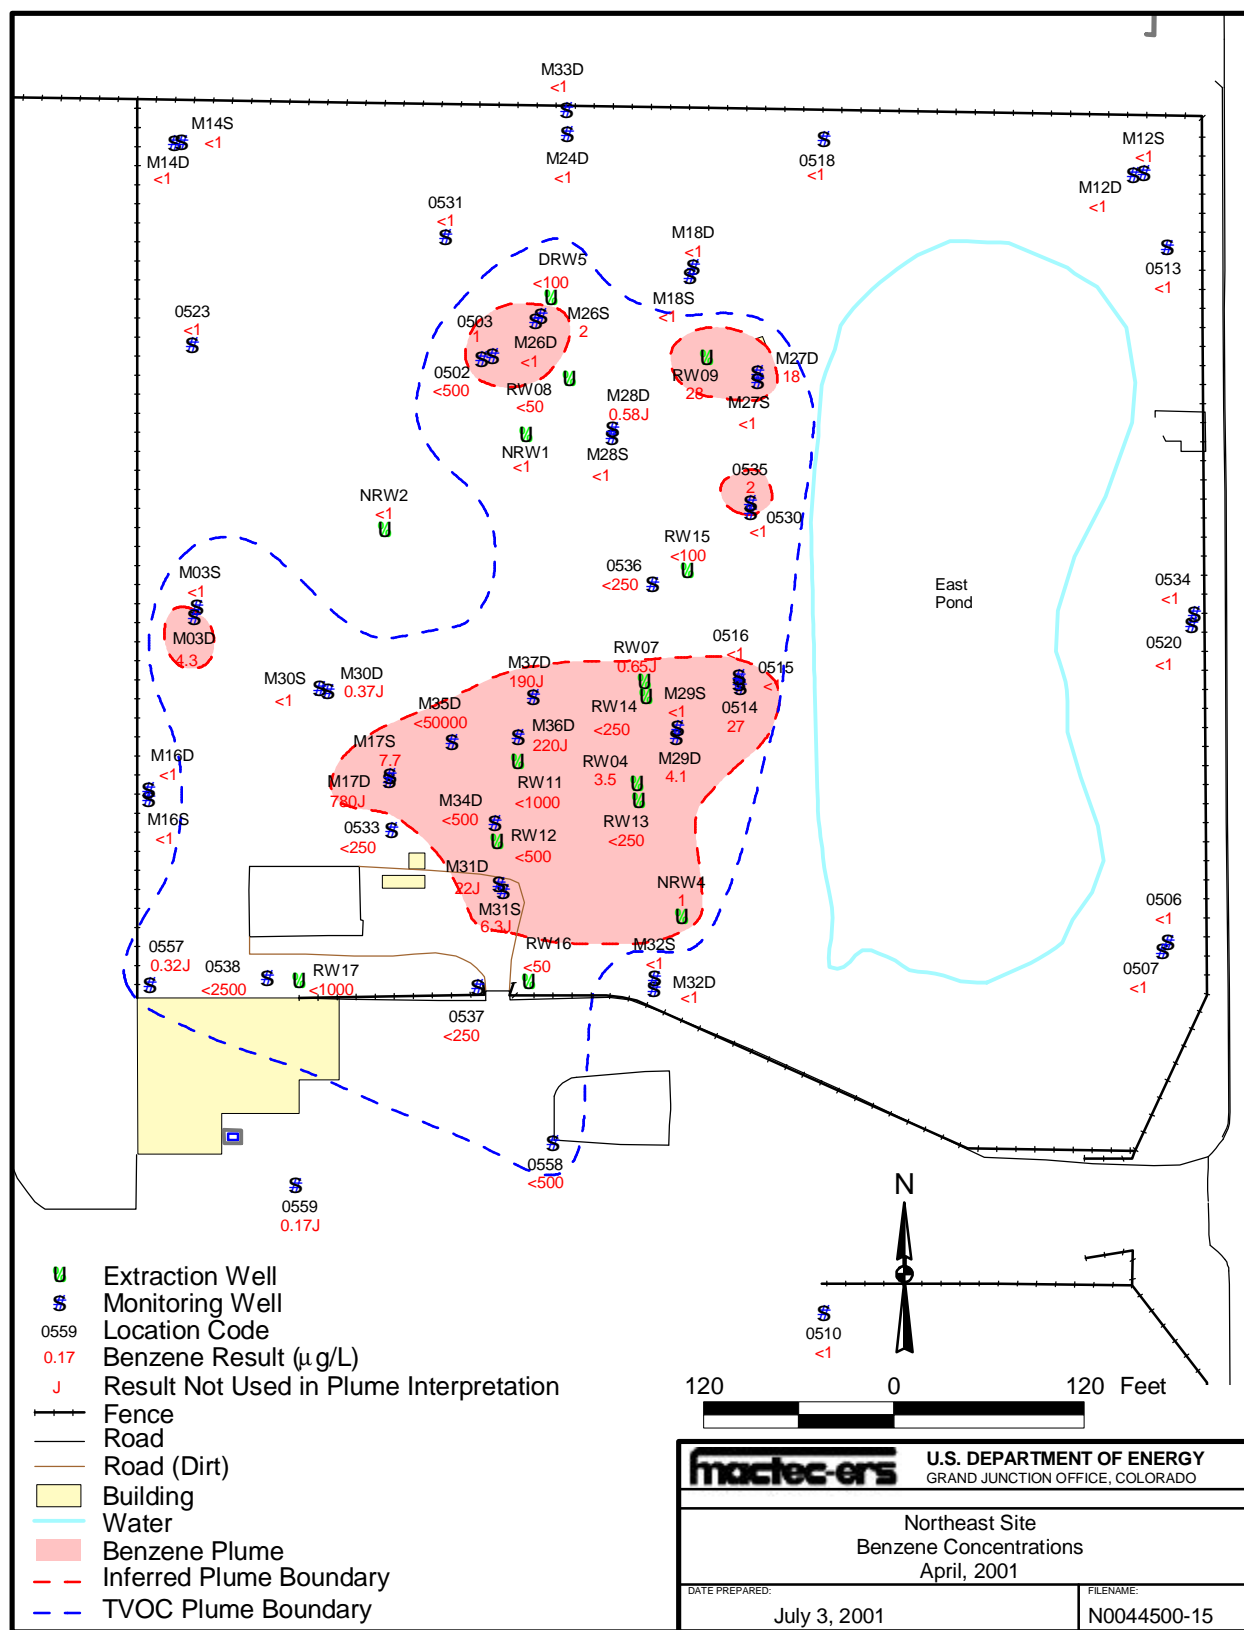 M33D
<1
M14S
<1
M14D
<1
M24D
<1
0518
<1
M12S
<1
M12D
<1
0531
<1
M18D
<1
0513
<1
DRW5
<100
M18S
<1
0523
<1
0503
1
M26S
2
M26D
<1
0502
<500
RW08
<50
RW09
28
M27D
18
M27S
<1
M28D
0.58J
M28S
<1
NRW1
<1
0535
2
0530
<1
NRW2
<1
RW15
<100
0536
<250
East
Pond
M03S
<1
M03D
4.3
0534
<1
0520
<1
0516
<1
0515
0514
27
RW07
0.65J
M37D
190J
M30S
<1
M30D
0.37J
M35D
<50000
RW14
<250
M29S
<1
M36D
220J
M17S
7.7
M17D
780J
RW04
3.5
M29D
4.1
M16D
<1
M16S
<1
RW11
<1000
M34D
<500
RW13
<250
0533
<250
RW12
<500
M31D
22J
M31S
6.3J
NRW4
1
0506
<1
0507
<1
0557
0.32J
0538
<2500
RW17
<1000
RW16
<50
M32S
<1
M32D
<1
0537
<250
0558
<500
0559
0.17J
N
0510
<1
Extraction Well
Monitoring Well
0559 Location Code
0.17 Benzene Result (μg/L)
J Result Not Used in Plume Interpretation
Fence
Road
Road (Dirt)
Building
Water
Benzene Plume
Inferred Plume Boundary
TVOC Plume Boundary
120 0 120 Feet
mactec-ers
U.S. DEPARTMENT OF ENERGY
GRAND JUNCTION OFFICE, COLORADO
Northeast Site
Benzene Concentrations
April, 2001
DATE PREPARED:
July 3, 2001
FILENAME:
N0044500-15